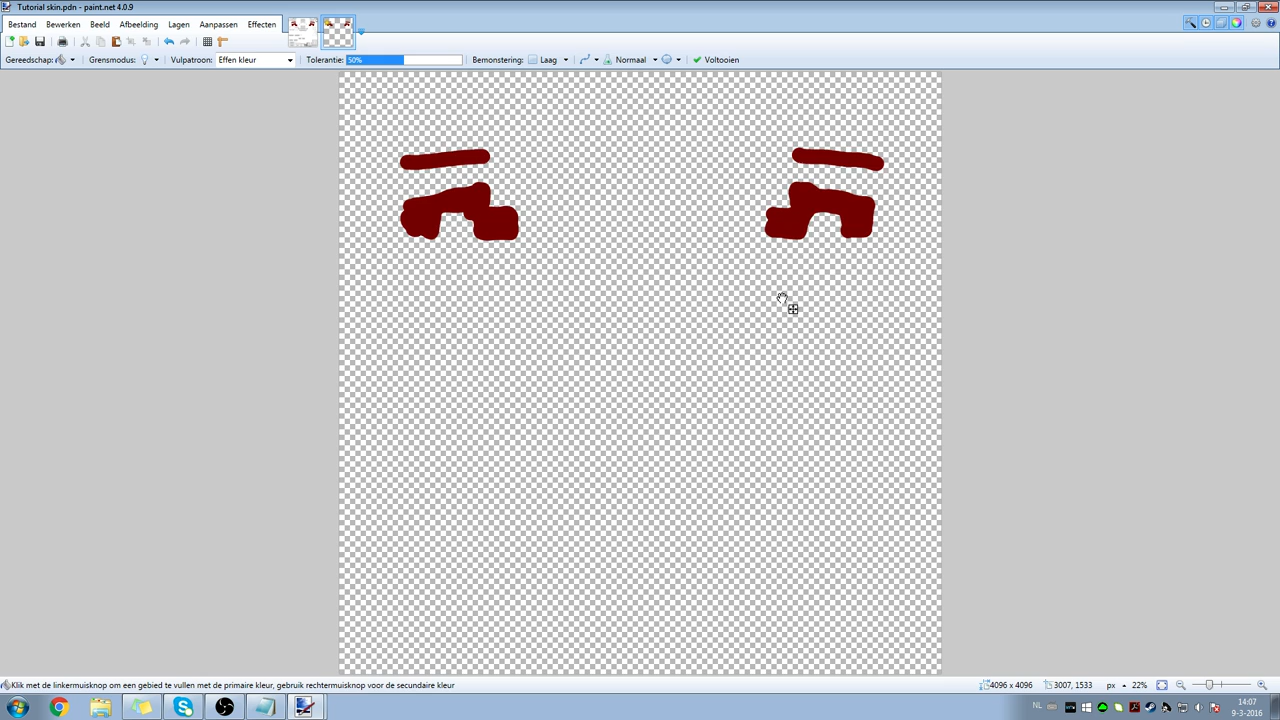 Tutorial skin.pdn - paint.net 4.0.9
Bestand Bewerken Beeld Afbeelding Lagen Aanpassen Effecten
Gereedschap: Grensmodus: Vulpatroon: Effen kleur Tolerantie: 50% Bemonstering: Laag Normaal Voltooien
Klik met de linkermuisknop om een gebied te vullen met de primaire kleur, gebruik rechtermuisknop voor de secundaire kleur 4096 x 4096 3007, 1533 px 22%
NL 14:07
9-3-2016